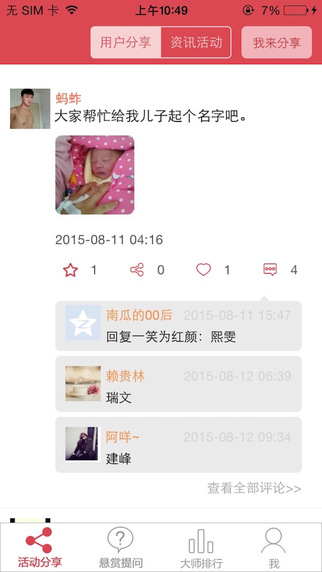 无 SIM 卡 上午10:49 7%
用户分享 资讯活动 我来分享
蚂蚱
大家帮忙给我儿子起个名字吧。
2015-08-11 04:16
1 0 1 4
南瓜的00后 2015-08-11 15:47
回复一笑为红颜：熙雯
赖贵林 2015-08-12 06:39
瑞文
阿咩~ 2015-08-12 09:34
建峰
查看全部评论>>
活动分享 悬赏提问 大师排行 我